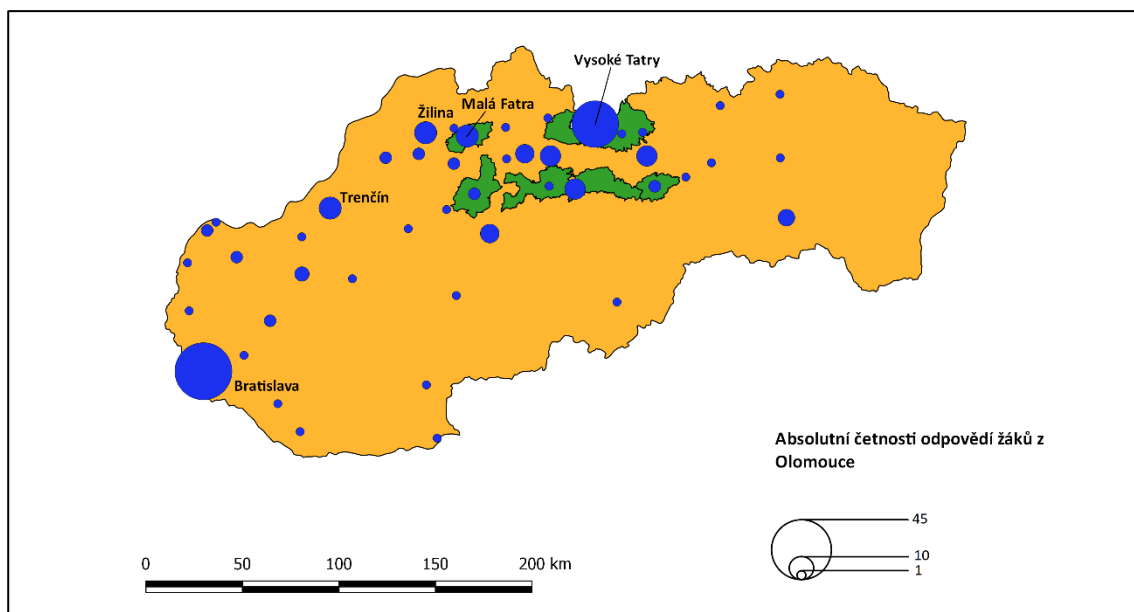 Vysoké Tatry
Malá Fatra
Žilina
Trenčín
Bratislava
Absolutní četnosti odpovědí žáků z
Olomouce
45
10
1
0 50 100 150 200 km